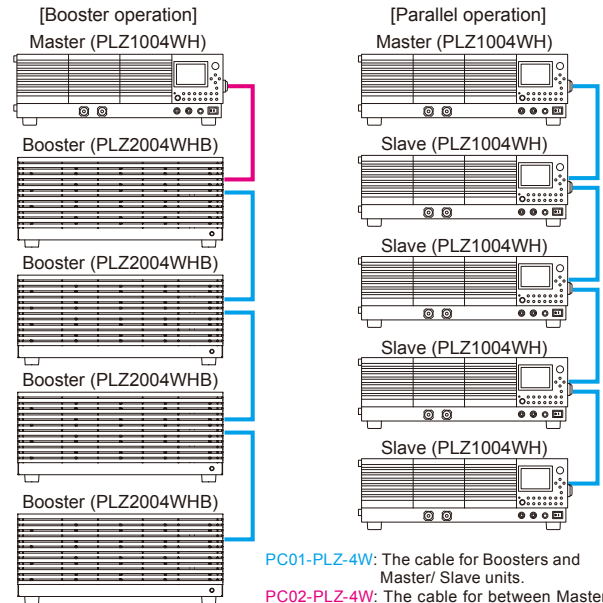 [Booster operation]
Master (PLZ1004WH)
Booster (PLZ2004WHB)
Booster (PLZ2004WHB)
Booster (PLZ2004WHB)
Booster (PLZ2004WHB)
[Parallel operation]
Master (PLZ1004WH)
Slave (PLZ1004WH)
Slave (PLZ1004WH)
Slave (PLZ1004WH)
Slave (PLZ1004WH)
PC01-PLZ-4W: The cable for Boosters and
Master/ Slave units.
PC02-PLZ-4W: The cable for between Master